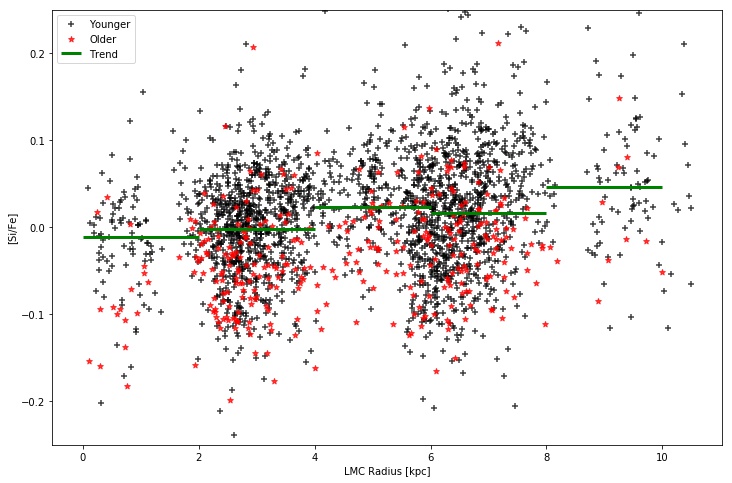 Younger
Older
Trend
0.2
0.1
0.0
−0.1
−0.2
[Si/Fe]
0 2 4 6 8 10
LMC Radius [kpc]